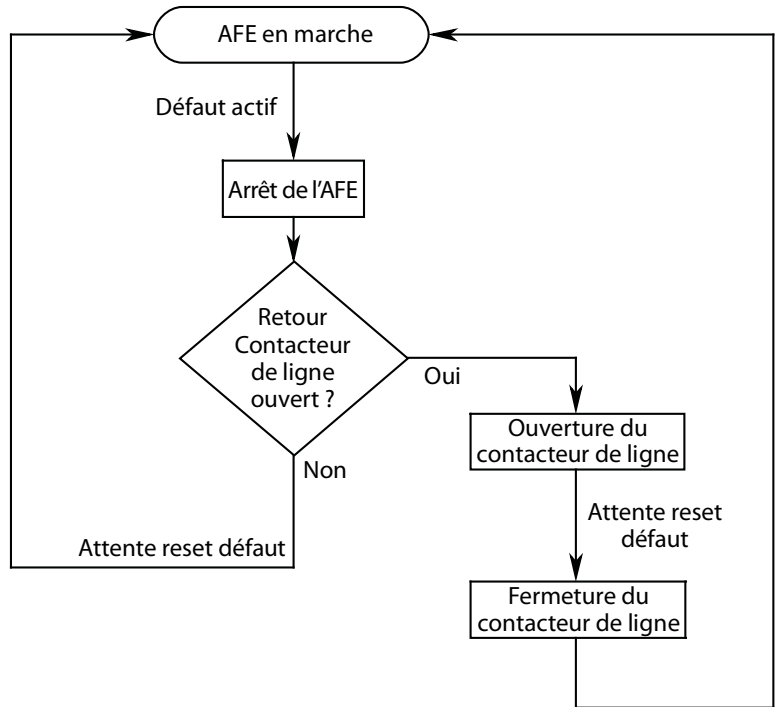 AFE en marche
Défaut actif
Arrêt de l'AFE
Retour
Contacteur
de ligne
ouvert ?
Oui
Non
Ouverture du
contacteur de ligne
Attente reset
défaut
Attente reset défaut
Fermeture du
contacteur de ligne